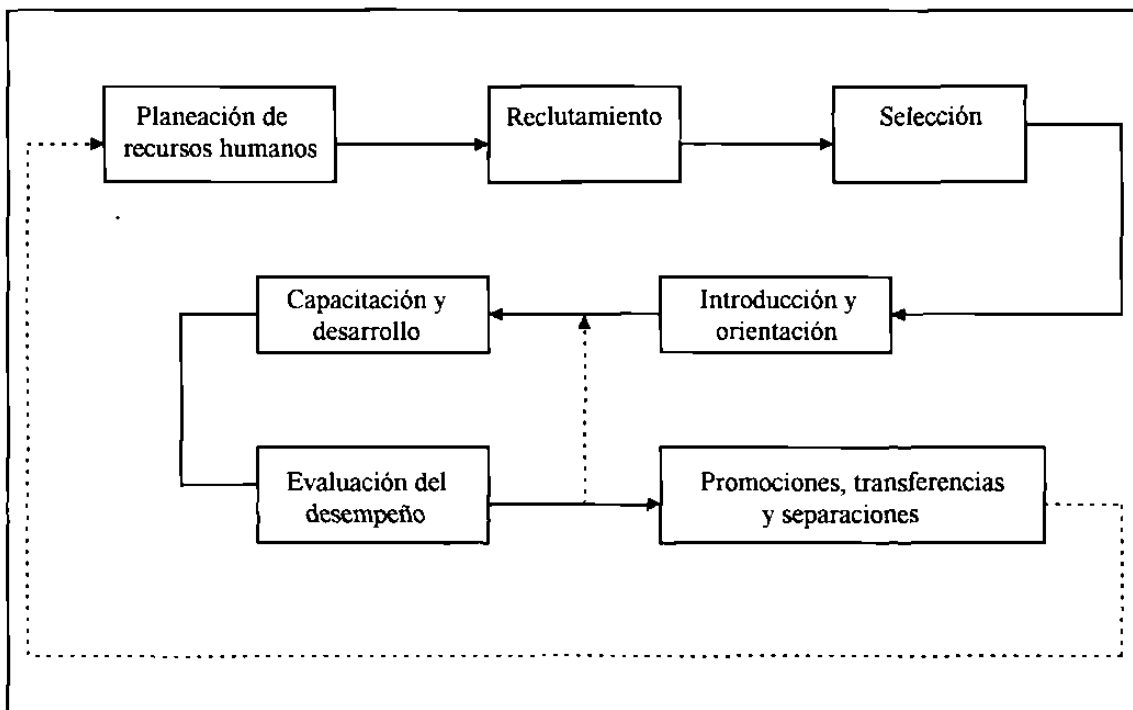 Planeación de
recursos humanos
Reclutamiento
Selección
Capacitación y
desarrollo
Introducción y
orientación
Evaluación del
desempeño
Promociones, transferencias
y separaciones